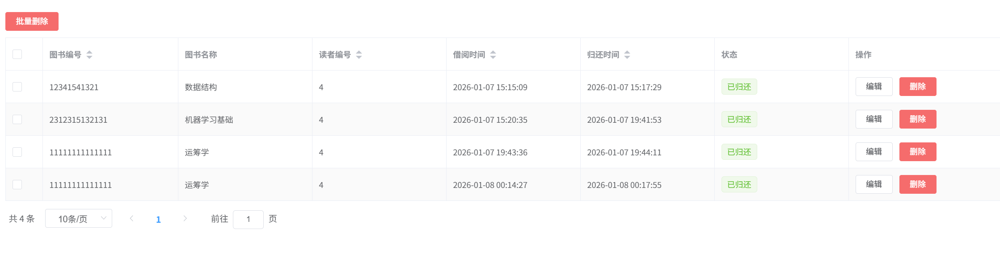 批量删除
图书编号 图书名称 读者编号 借阅时间 归还时间 状态 操作
12341541321 数据结构 4 2026-01-07 15:15:09 2026-01-07 15:17:29 已归还 编辑 删除
2312315132131 机器学习基础 4 2026-01-07 15:20:35 2026-01-07 19:41:53 已归还 编辑 删除
11111111111111 运筹学 4 2026-01-07 19:43:36 2026-01-07 19:44:11 已归还 编辑 删除
11111111111111 运筹学 4 2026-01-08 00:14:27 2026-01-08 00:17:55 已归还 编辑 删除
共 4 条 10条/页 1 前往 1 页